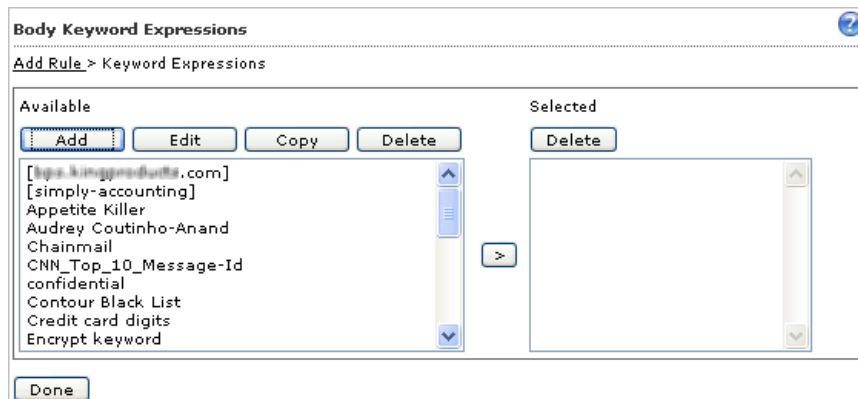 Body Keyword Expressions
?
Add Rule > Keyword Expressions
Available
Selected
Add Edit Copy Delete
Delete
[ .com]
[simply-accounting]
Appetite Killer
Audrey Coutinho-Anand
Chainmail
CNN_Top_10_Message-Id
confidential
Contour Black List
Credit card digits
Encrypt keyword
>
Done